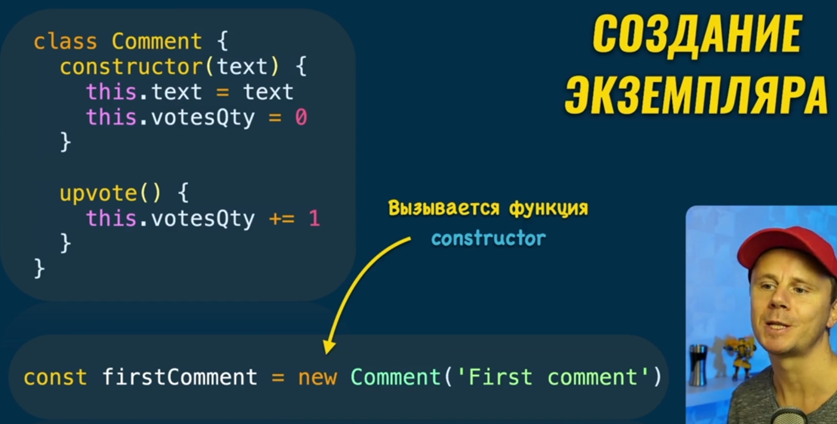 class Comment {
constructor(text) {
this.text = text
this.votesQty = 0
}
upvote() {
this.votesQty += 1
}
}
СОЗДАНИЕ
ЭКЗЕМПЛЯРА
Вызывается функция
constructor
const firstComment = new Comment('First comment')